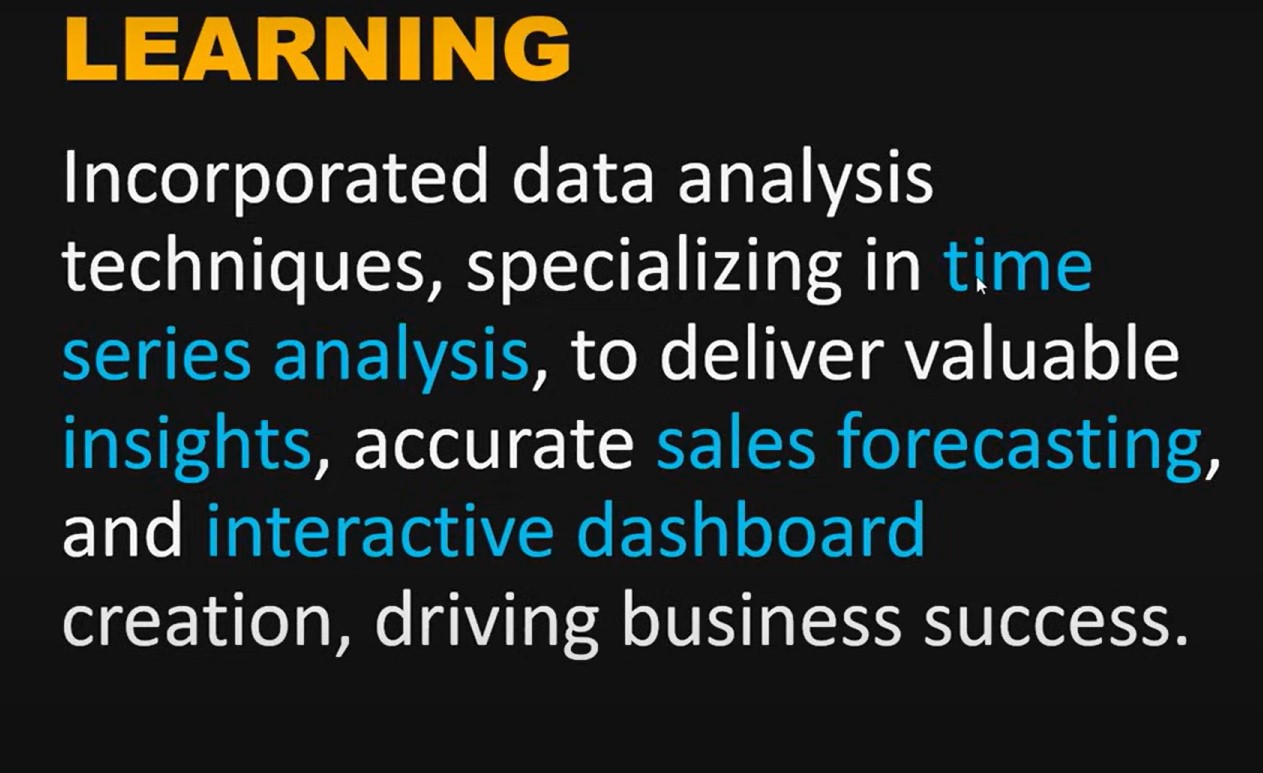 LEARNING
Incorporated data analysis
techniques, specializing in time
series analysis, to deliver valuable
insights, accurate sales forecasting,
and interactive dashboard
creation, driving business success.